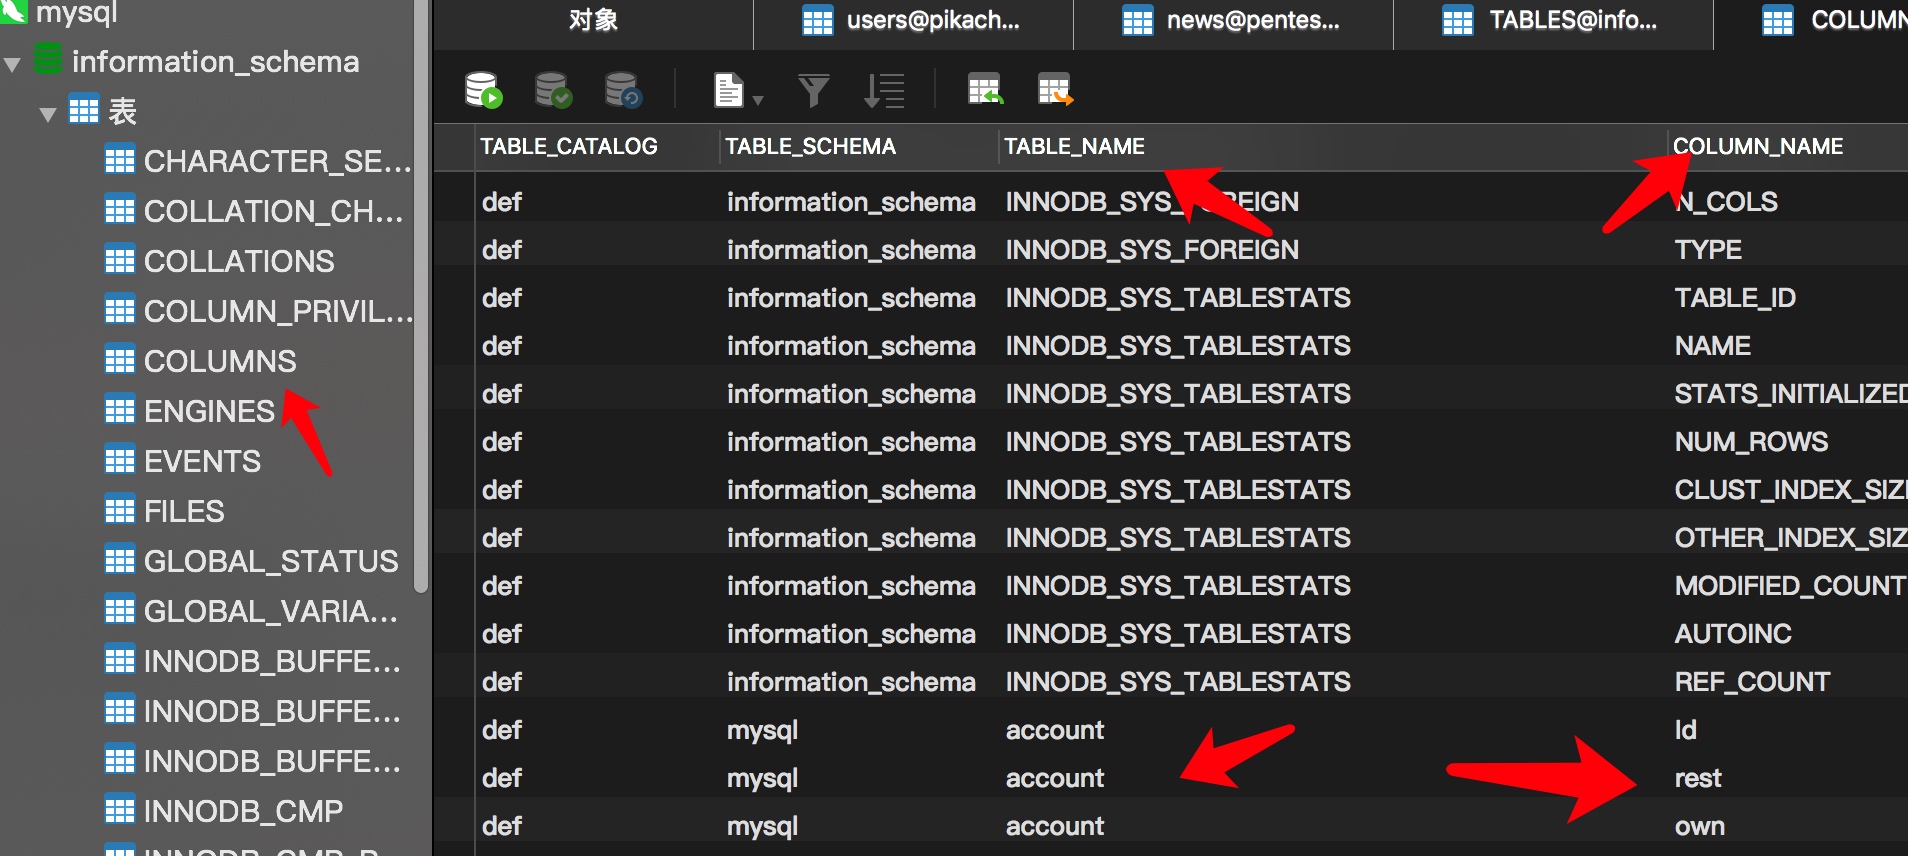 mysql
information_schema
表
CHARACTER_SE...
COLLATION_CH...
COLLATIONS
COLUMN_PRIVIL...
COLUMNS
ENGINES
EVENTS
FILES
GLOBAL_STATUS
GLOBAL_VARIA...
INNODB_BUFFE...
INNODB_BUFFE...
INNODB_BUFFE...
INNODB_CMP
对象 users@pikach... news@pentes... TABLES@info... COLUMN
TABLE_CATALOG TABLE_SCHEMA TABLE_NAME COLUMN_NAME
def information_schema INNODB_SYS_FOREIGN N_COLS
def information_schema INNODB_SYS_FOREIGN TYPE
def information_schema INNODB_SYS_TABLESTATS TABLE_ID
def information_schema INNODB_SYS_TABLESTATS NAME
def information_schema INNODB_SYS_TABLESTATS STATS_INITIALIZED
def information_schema INNODB_SYS_TABLESTATS NUM_ROWS
def information_schema INNODB_SYS_TABLESTATS CLUST_INDEX_SIZ
def information_schema INNODB_SYS_TABLESTATS OTHER_INDEX_SIZ
def information_schema INNODB_SYS_TABLESTATS MODIFIED_COUNT
def information_schema INNODB_SYS_TABLESTATS AUTOINC
def information_schema INNODB_SYS_TABLESTATS REF_COUNT
def mysql account Id
def mysql account rest
def mysql account own